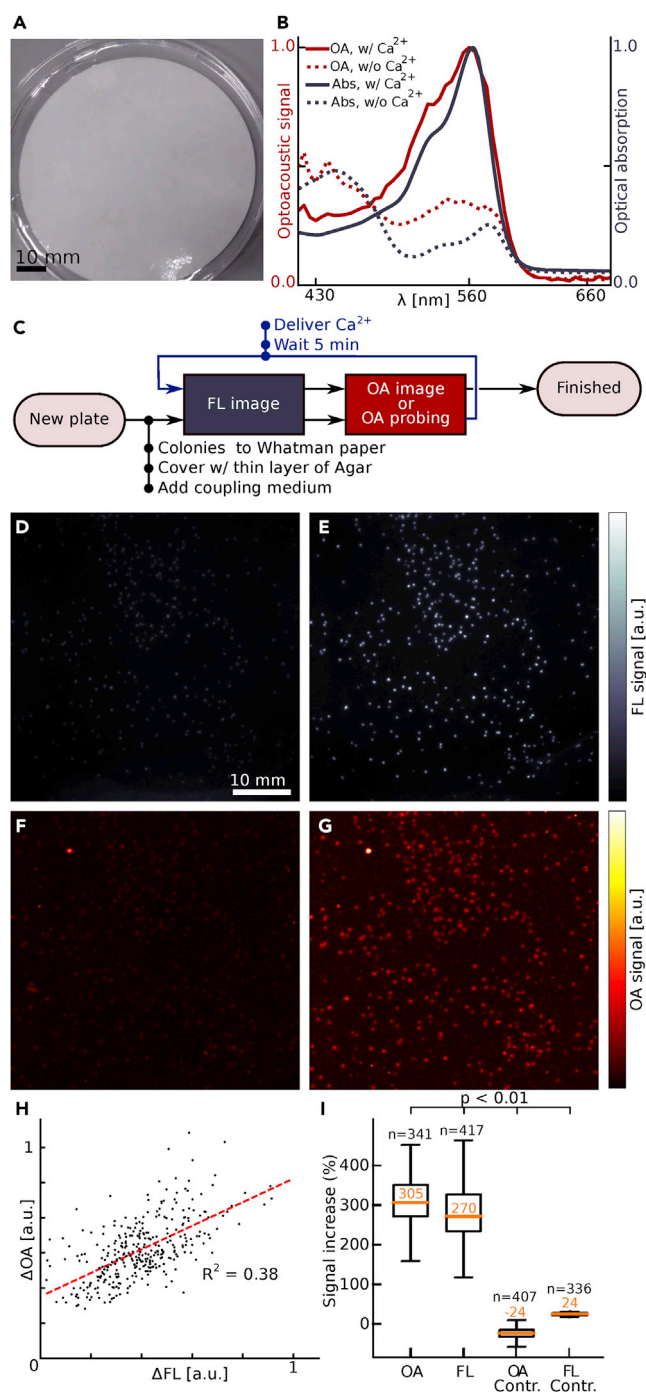 A
10 mm
B
1.0
1.0
OA, w/ Ca²⁺
OA, w/o Ca²⁺
Abs, w/ Ca²⁺
Abs, w/o Ca²⁺
Optoacoustic signal
Optical absorption
0.0
0.0
430
560
660
λ [nm]
C
Deliver Ca²⁺
Wait 5 min
New plate
FL image
OA image
or
OA probing
Finished
Colonies to Whatman paper
Cover w/ thin layer of Agar
Add coupling medium
D
10 mm
E
FL signal [a.u.]
F
G
OA signal [a.u.]
H
1
ΔOA [a.u.]
R² = 0.38
0
ΔFL [a.u.]
1
I
p < 0.01
n=341
n=417
400
300
200
100
0
Signal increase (%)
305
270
n=407
-24
n=336
24
OA
FL
OA
Contr.
FL
Contr.